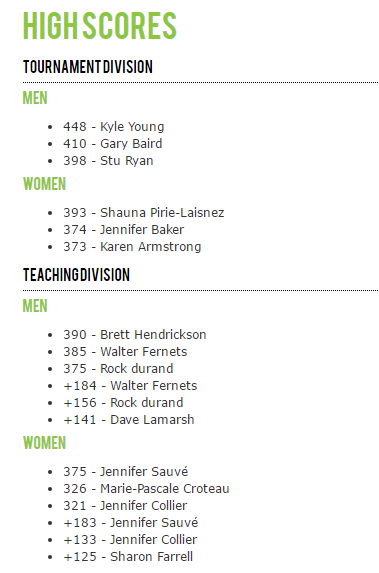 HIGH SCORES
TOURNAMENT DIVISION
MEN
448 - Kyle Young
410 - Gary Baird
398 - Stu Ryan
WOMEN
393 - Shauna Pirie-Laisnez
374 - Jennifer Baker
373 - Karen Armstrong
TEACHING DIVISION
MEN
390 - Brett Hendrickson
385 - Walter Fernets
375 - Rock durand
+184 - Walter Fernets
+156 - Rock durand
+141 - Dave Lamarsh
WOMEN
375 - Jennifer Sauvé
326 - Marie-Pascale Croteau
321 - Jennifer Collier
+183 - Jennifer Sauvé
+133 - Jennifer Collier
+125 - Sharon Farrell